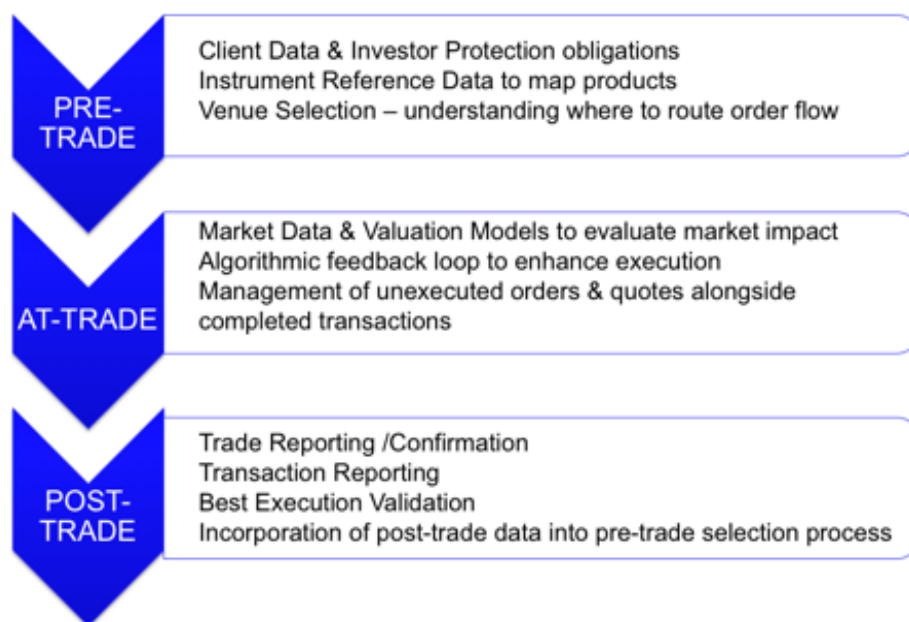 PRE-
TRADE
Client Data & Investor Protection obligations
Instrument Reference Data to map products
Venue Selection – understanding where to route order flow
AT-TRADE
Market Data & Valuation Models to evaluate market impact
Algorithmic feedback loop to enhance execution
Management of unexecuted orders & quotes alongside
completed transactions
POST-
TRADE
Trade Reporting /Confirmation
Transaction Reporting
Best Execution Validation
Incorporation of post-trade data into pre-trade selection process